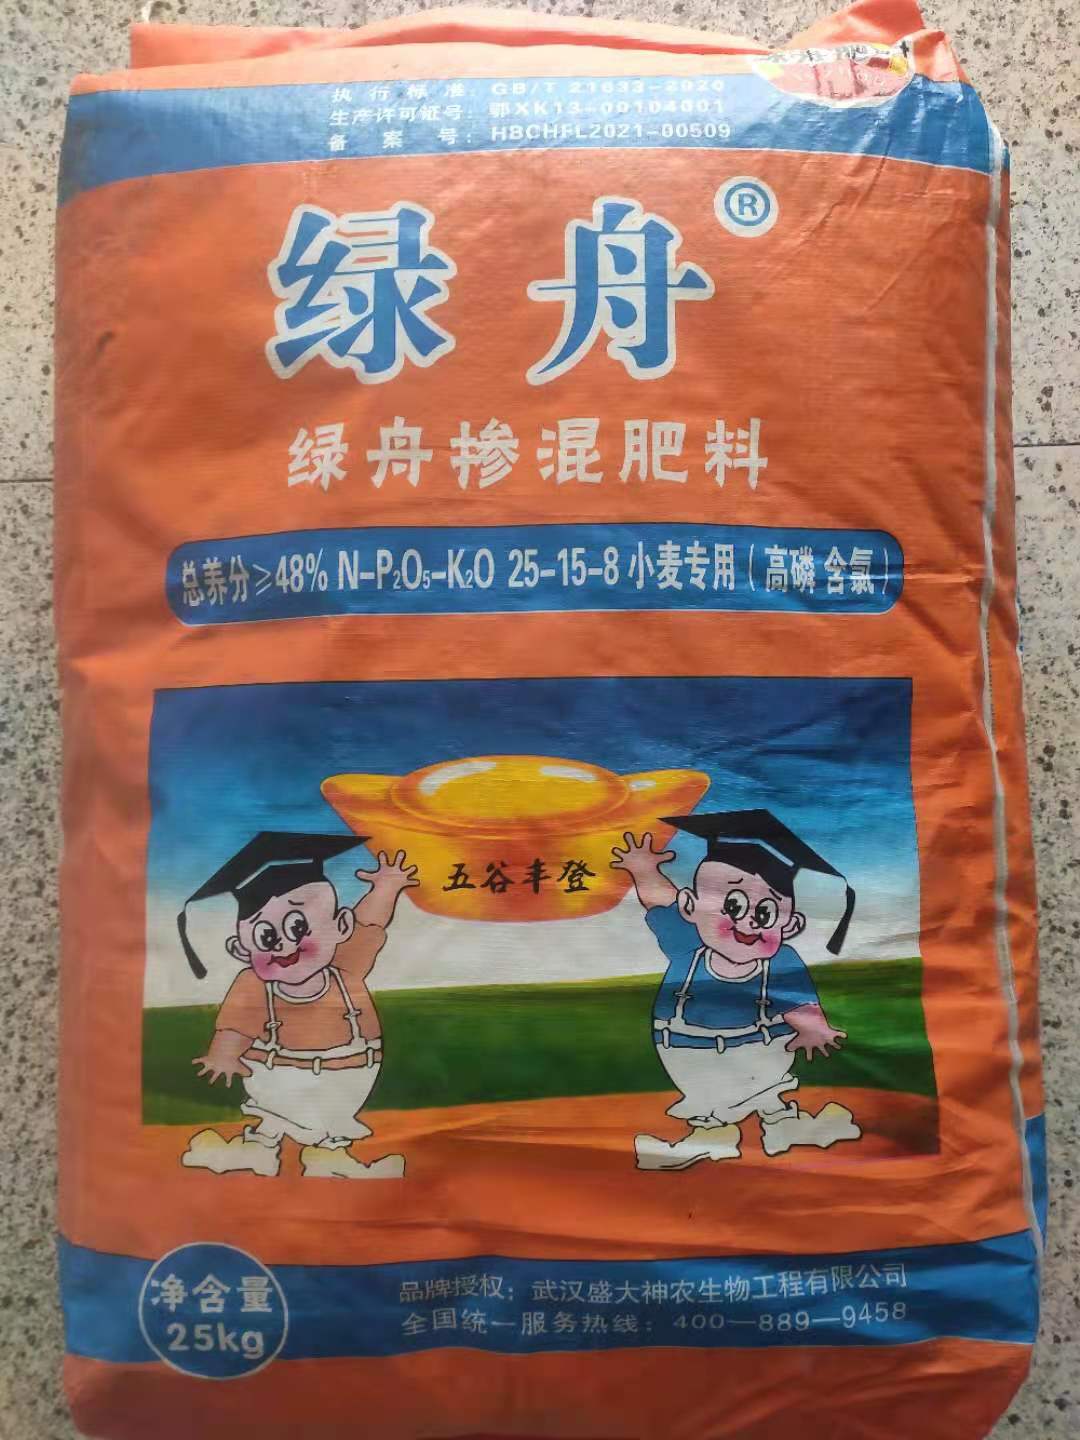 执行标准：GB/T 21633-2020
生产许可证号：鄂XK13-00104001
备案号：HBCHFL2021-00509
绿舟®
绿舟掺混肥料
总养分≥48% N-P₂O₅-K₂O 25-15-8 小麦专用（高磷 含氯）
五谷丰登
净含量
25kg
品牌授权：武汉盛大神农生物工程有限公司
全国统一服务热线：400—889—9458